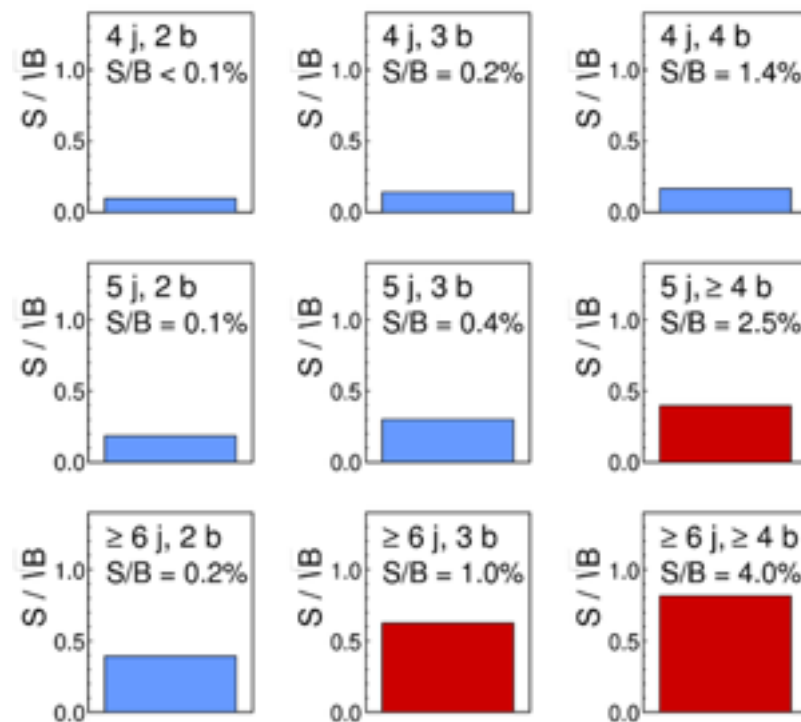 4 j, 2 b
S/B < 0.1%
S / √B
1.0
0.5
0.0
4 j, 3 b
S/B = 0.2%
S / √B
1.0
0.5
0.0
4 j, 4 b
S/B = 1.4%
S / √B
1.0
0.5
0.0
5 j, 2 b
S/B = 0.1%
S / √B
1.0
0.5
0.0
5 j, 3 b
S/B = 0.4%
S / √B
1.0
0.5
0.0
5 j, ≥ 4 b
S/B = 2.5%
S / √B
1.0
0.5
0.0
≥ 6 j, 2 b
S/B = 0.2%
S / √B
1.0
0.5
0.0
≥ 6 j, 3 b
S/B = 1.0%
S / √B
1.0
0.5
0.0
≥ 6 j, ≥ 4 b
S/B = 4.0%
S / √B
1.0
0.5
0.0